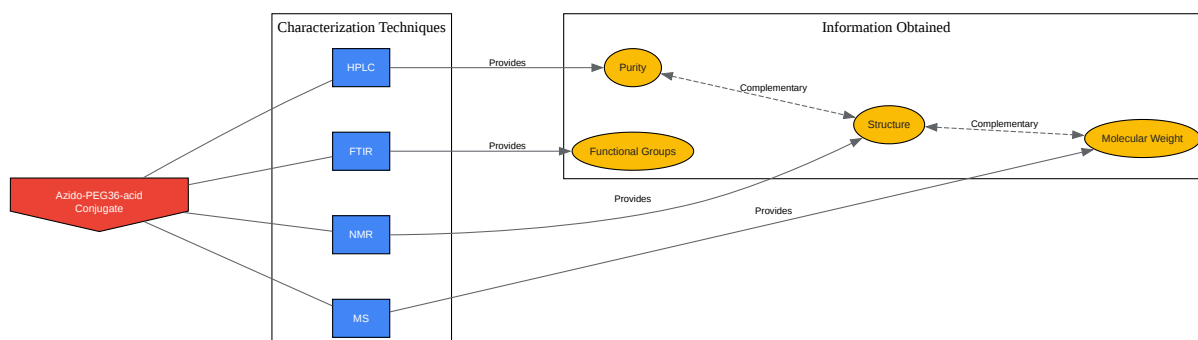 Characterization Techniques
Information Obtained
HPLC
Provides
Purity
Complementary
Structure
Complementary
Molecular Weight
FTIR
Provides
Functional Groups
Azido-PEG36-acid
Conjugate
Provides
Provides
NMR
MS